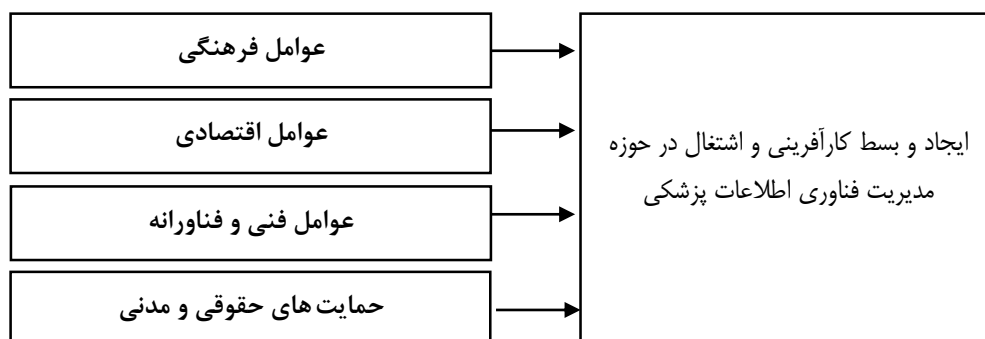 عوامل فرهنگی
عوامل اقتصادی
عوامل فنی و فناورانه
حمایت‌های حقوقی و مدنی
ایجاد و بسط کارآفرینی و اشتغال در حوزه
مدیریت فناوری اطلاعات پزشکی